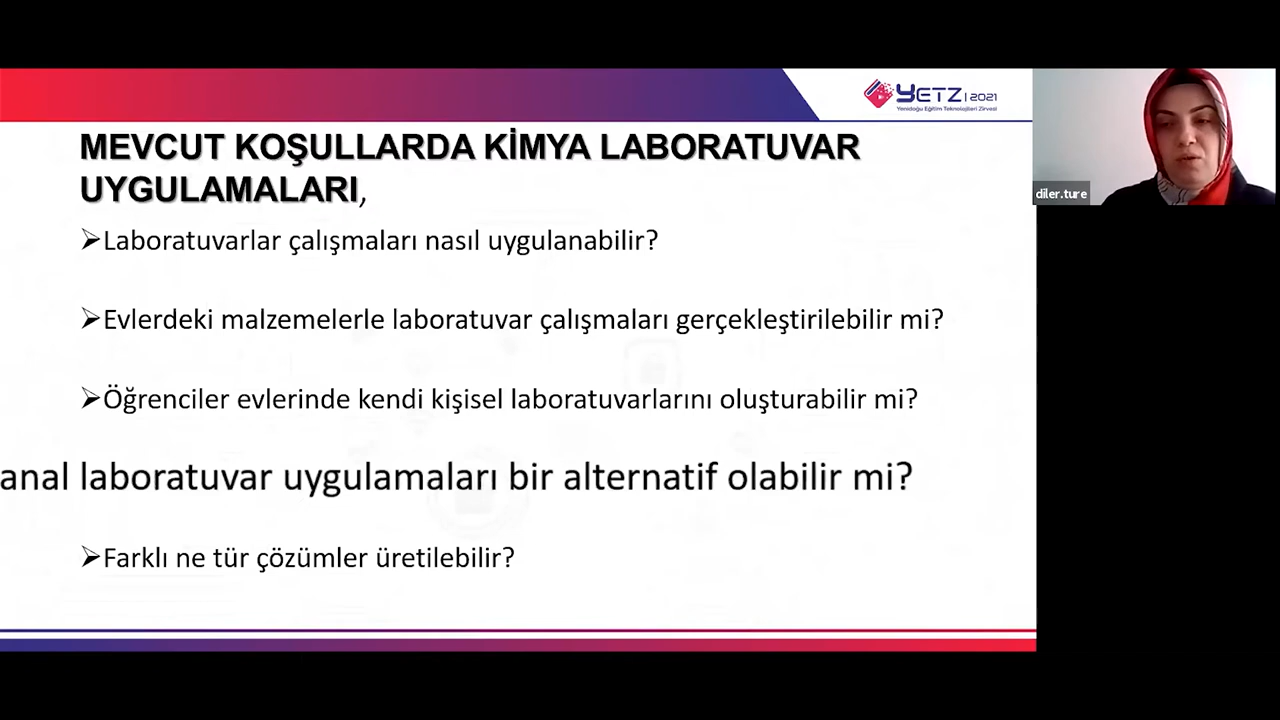 YETZ | 2021
Yenidoğu Eğitim Teknolojileri Zirvesi
MEVCUT KOŞULLARDA KİMYA LABORATUVAR
UYGULAMALARI,
diler.ture
➢Laboratuvarlar çalışmaları nasıl uygulanabilir?
➢Evlerdeki malzemelerle laboratuvar çalışmaları gerçekleştirilebilir mi?
➢Öğrenciler evlerinde kendi kişisel laboratuvarlarını oluşturabilir mi?
anal laboratuvar uygulamaları bir alternatif olabilir mi?
➢Farklı ne tür çözümler üretilebilir?